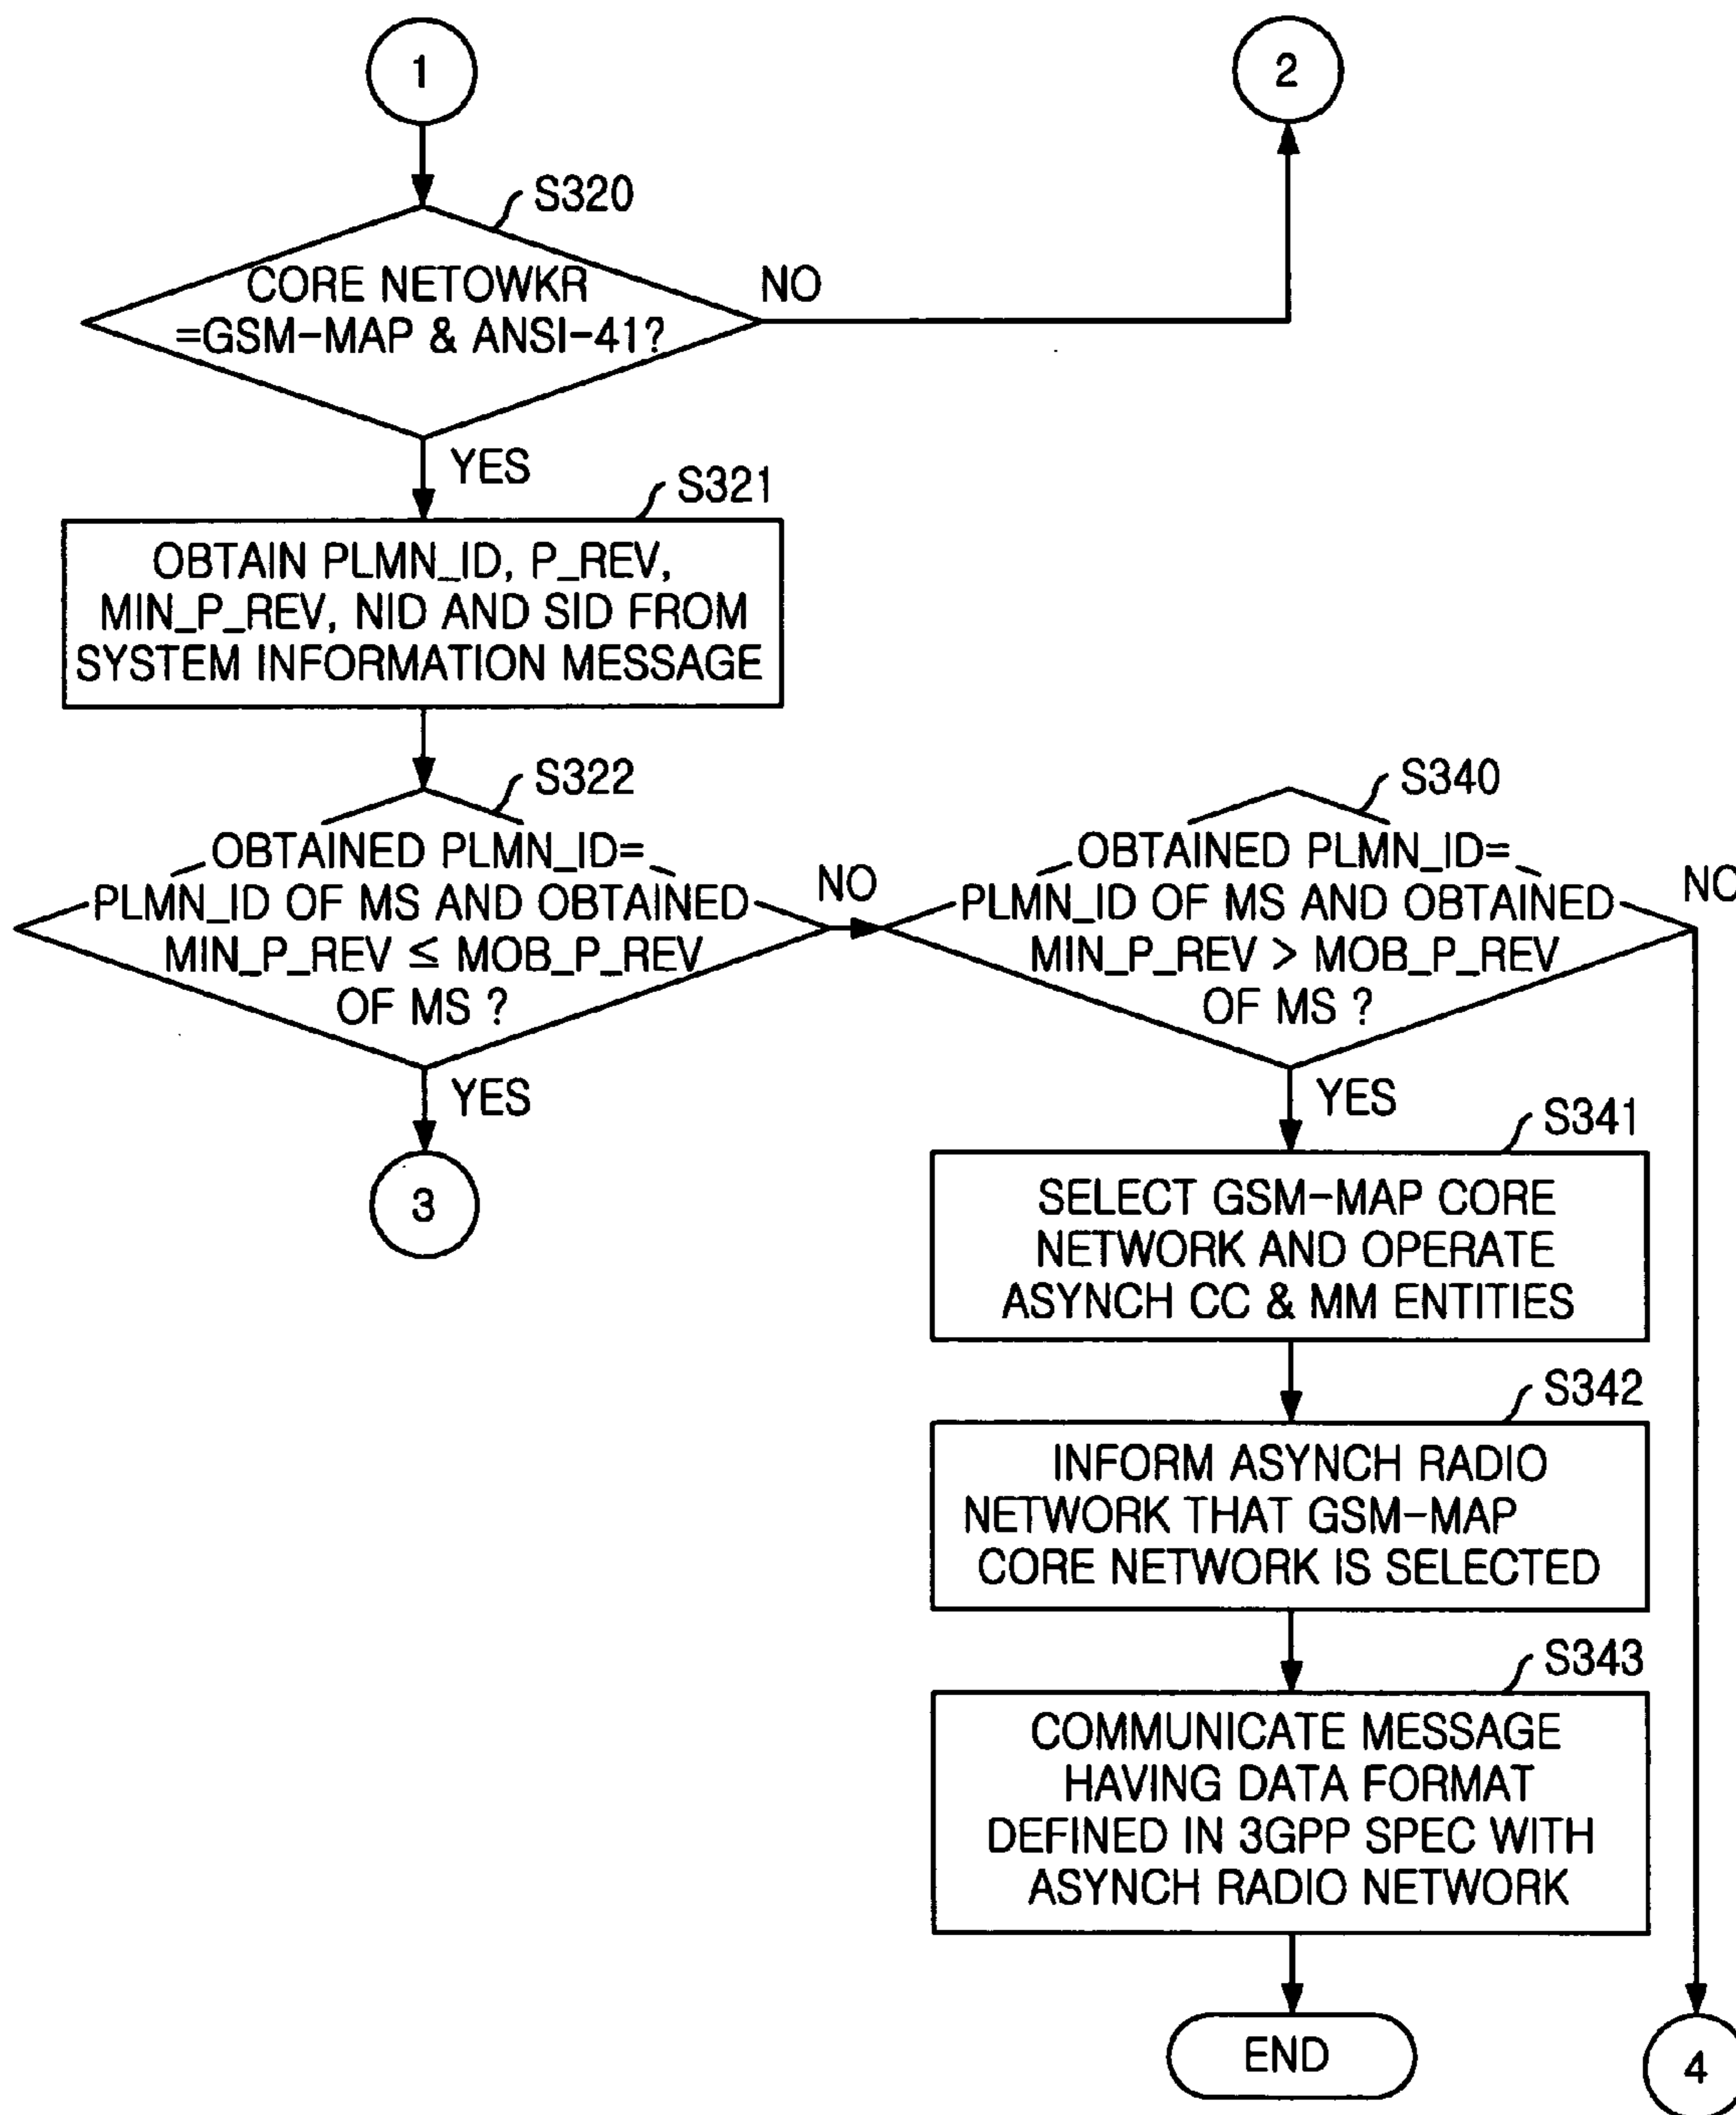 1
2
S320
CORE NETOWKR
=GSM-MAP & ANSI-41?
NO
YES
S321
OBTAIN PLMN_ID, P_REV,
MIN_P_REV, NID AND SID FROM
SYSTEM INFORMATION MESSAGE
S322
OBTAINED PLMN_ID=
PLMN_ID OF MS AND OBTAINED
MIN_P_REV ≤ MOB_P_REV
OF MS ?
NO
YES
3
S340
OBTAINED PLMN_ID=
PLMN_ID OF MS AND OBTAINED
MIN_P_REV > MOB_P_REV
OF MS ?
NO
YES
S341
SELECT GSM-MAP CORE
NETWORK AND OPERATE
ASYNCH CC & MM ENTITIES
S342
INFORM ASYNCH RADIO
NETWORK THAT GSM-MAP
CORE NETWORK IS SELECTED
S343
COMMUNICATE MESSAGE
HAVING DATA FORMAT
DEFINED IN 3GPP SPEC WITH
ASYNCH RADIO NETWORK
END
4